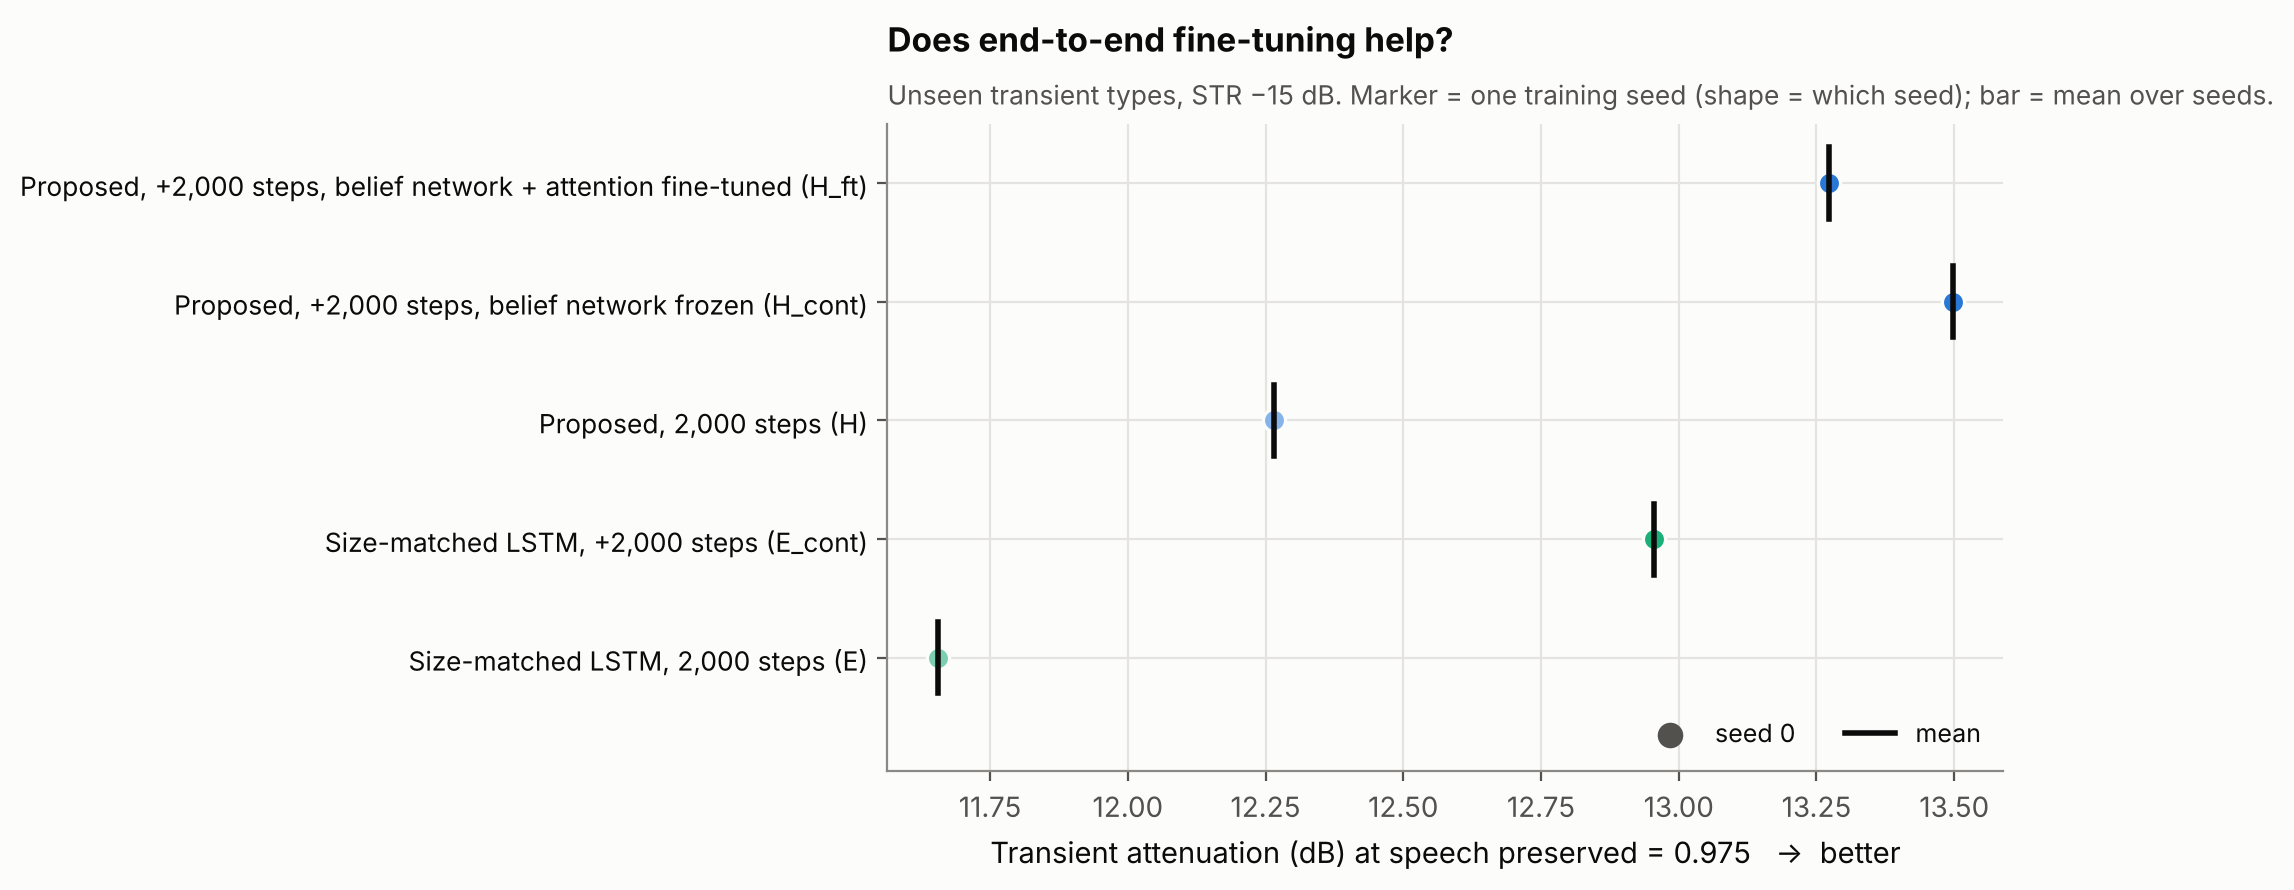 Does end-to-end fine-tuning help?
Unseen transient types, STR −15 dB. Marker = one training seed (shape = which seed); bar = mean over seeds.
Proposed, +2,000 steps, belief network + attention fine-tuned (H_ft)
Proposed, +2,000 steps, belief network frozen (H_cont)
Proposed, 2,000 steps (H)
Size-matched LSTM, +2,000 steps (E_cont)
Size-matched LSTM, 2,000 steps (E)
seed 0 mean
11.75 12.00 12.25 12.50 12.75 13.00 13.25 13.50
Transient attenuation (dB) at speech preserved = 0.975 → better